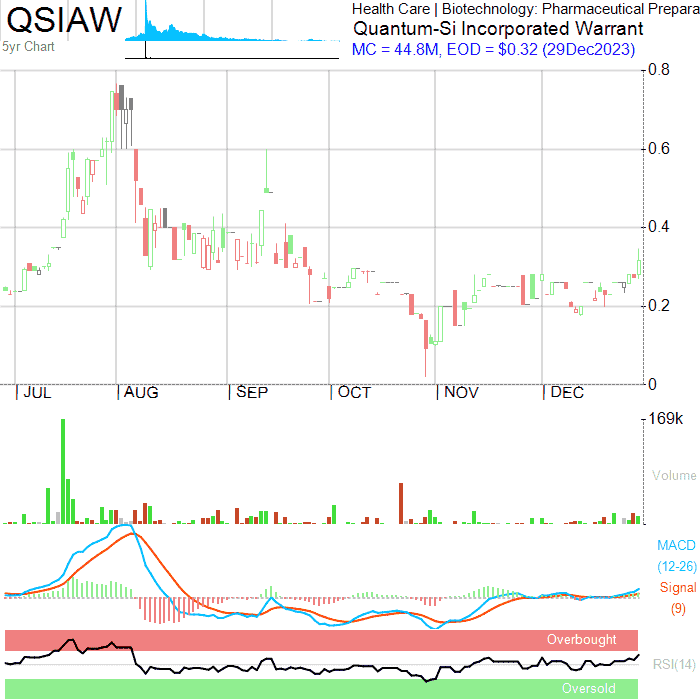 QSIAW
5yr Chart
Health Care | Biotechnology: Pharmaceutical Prepara
Quantum-Si Incorporated Warrant
MC = 44.8M, EOD = $0.32 (29Dec2023)
0.8
0.6
0.4
0.2
0
JUL AUG SEP OCT NOV DEC
169k
Volume
MACD
(12-26)
Signal
(9)
Overbought
RSI(14)
Oversold